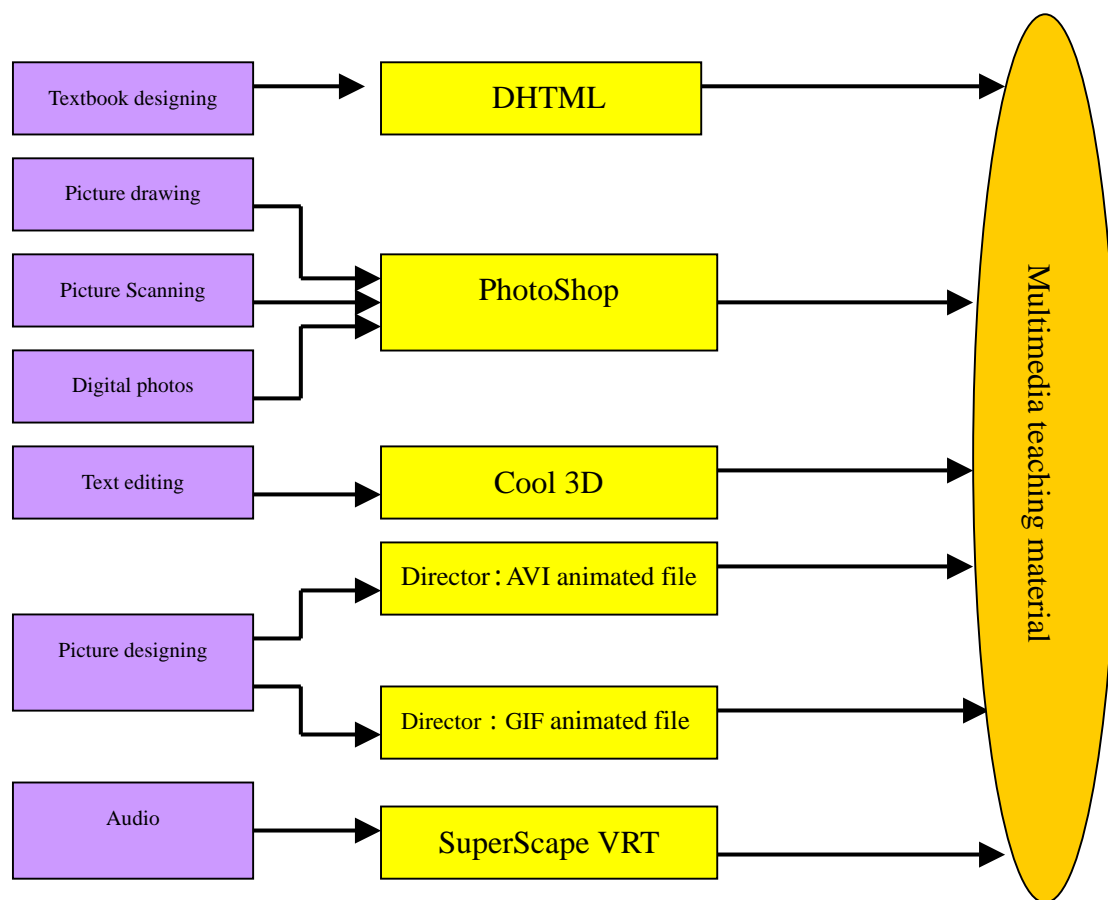 Textbook designing
DHTML
Picture drawing
Picture Scanning
PhotoShop
Digital photos
Text editing
Cool 3D
Director：AVI animated file
Picture designing
Director：GIF animated file
Audio
SuperScape VRT
Multimedia teaching material